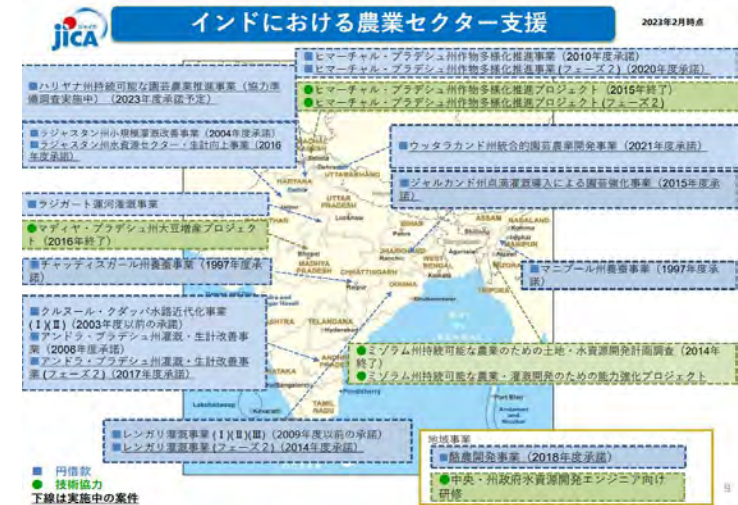 JICA
インドにおける農業セクター支援
2023年2月時点
■ヒマーチャル・プラデシュ州作物多様化推進事業（2010年度承諾）
■ヒマーチャル・プラデシュ州作物多様化推進事業(フェーズ２)（2020年度承諾）
●ヒマーチャル・プラデシュ州作物多様化推進プロジェクト（2015年終了）
●ヒマーチャル・プラデシュ州作物多様化推進プロジェクト(フェーズ２)
■ハリヤナ州持続可能な園芸農業推進事業（協力準
備調査実施中）（2023年度承諾予定）
■ラジャスタン州小規模灌漑改善事業（2004年度承諾）
■ラジャスタン州水資源セクター・生計向上事業（2016
年度承諾）
■ウッタラカンド州統合的園芸農業開発事業（2021年度承諾）
■ジャルカンド州点滴灌漑導入による園芸強化事業（2015年度承
諾）
■ラジガート運河灌漑事業
●マディヤ・プラデシュ州大豆増産プロジェク
ト（2016年終了）
■チャッティスガール州養蚕事業（1997年度承
諾）
■マニプール州養蚕事業（1997年度承
諾）
■クルヌール・クダッパ水路近代化事業
(Ⅰ)(Ⅱ)（2003年度以前の承諾）
■アンドラ・プラデシュ州灌漑・生計改善事
業（2006年度承諾）
■アンドラ・プラデシュ州灌漑・生計改善事
業(フェーズ２)（2017年度承諾）
●ミゾラム州持続可能な農業のための土地・水資源開発計画調査（2014年
終了）
●ミゾラム州持続可能な農業・灌漑開発のための能力強化プロジェクト
■レンガリ灌漑事業(Ⅰ)(Ⅱ)(Ⅲ)（2009年度以前の承諾）
■レンガリ灌漑事業(フェーズ２)（2014年度承諾）
地域事業
■酪農開発事業（2018年度承諾）
●中央・州政府水資源開発エンジニア向け
研修
■ 円借款
● 技術協力
下線は実施中の案件
9
HARYANA
UTTARAKHAND
UTTAR
PRADESH
Lucknow
BIHAR
Patna
ASSAM
NAGALAND
Kohima
MANIPUR
JHARKHAND
Ranchi
WEST
BENGAL
TRIPURA
Bhopal
MADHYA
PRADESH
CHHATTISGARH
Raipur
ORISSA
TELANGANA
Hyderabad
TAMIL
NADU
Port Blair
Andaman
and
Nicobar